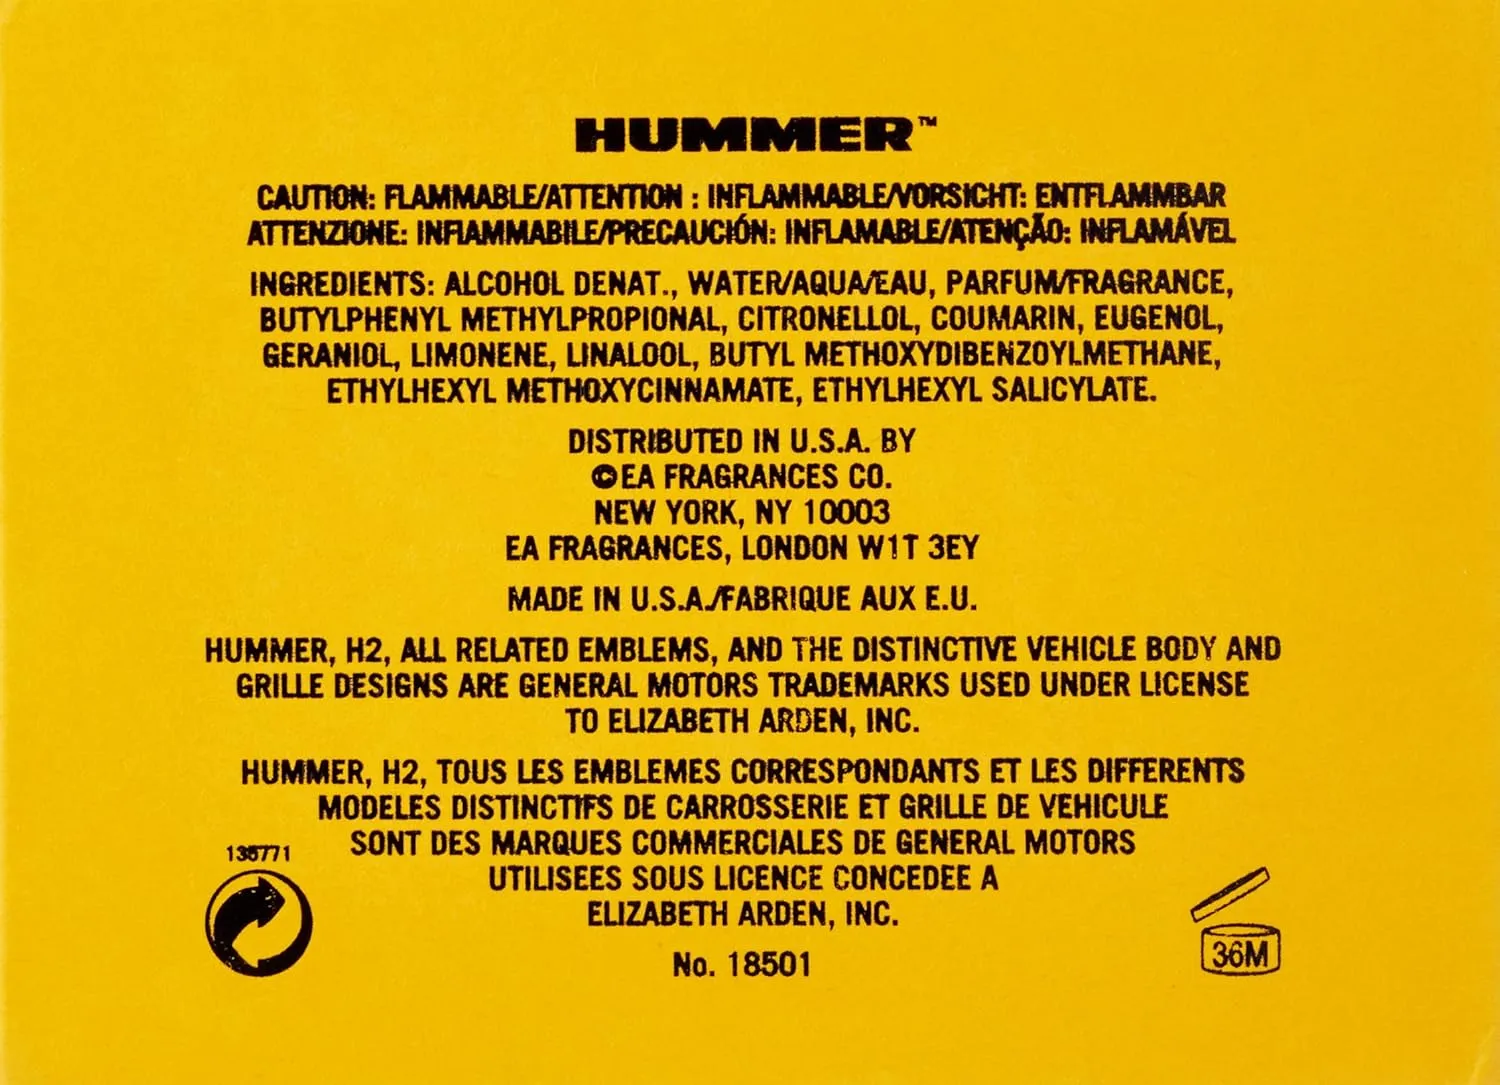 HUMMER™
CAUTION: FLAMMABLE/ATTENTION : INFLAMMABLE/VORSICHT: ENTFLAMMBAR
ATTENZIONE: INFIAMMABILE/PRECAUCIÓN: INFLAMABLE/ATENÇÃO: INFLAMÁVEL
INGREDIENTS: ALCOHOL DENAT., WATER/AQUA/EAU, PARFUM/FRAGRANCE,
BUTYLPHENYL METHYLPROPIONAL, CITRONELLOL, COUMARIN, EUGENOL,
GERANIOL, LIMONENE, LINALOOL, BUTYL METHOXYDIBENZOYLMETHANE,
ETHYLHEXYL METHOXYCINNAMATE, ETHYLHEXYL SALICYLATE.
DISTRIBUTED IN U.S.A. BY
©EA FRAGRANCES CO.
NEW YORK, NY 10003
EA FRAGRANCES, LONDON W1T 3EY
MADE IN U.S.A./FABRIQUE AUX E.U.
HUMMER, H2, ALL RELATED EMBLEMS, AND THE DISTINCTIVE VEHICLE BODY AND
GRILLE DESIGNS ARE GENERAL MOTORS TRADEMARKS USED UNDER LICENSE
TO ELIZABETH ARDEN, INC.
HUMMER, H2, TOUS LES EMBLEMES CORRESPONDANTS ET LES DIFFERENTS
MODELES DISTINCTIFS DE CARROSSERIE ET GRILLE DE VEHICULE
SONT DES MARQUES COMMERCIALES DE GENERAL MOTORS
UTILISEES SOUS LICENCE CONCEDEE A
ELIZABETH ARDEN, INC.
No. 18501
36M